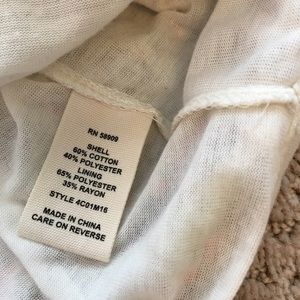 RN 58909
SHELL
60% COTTON
40% POLYESTER
LINING
65% POLYESTER
35% RAYON
STYLE 4C01M16
MADE IN CHINA
CARE ON REVERSE